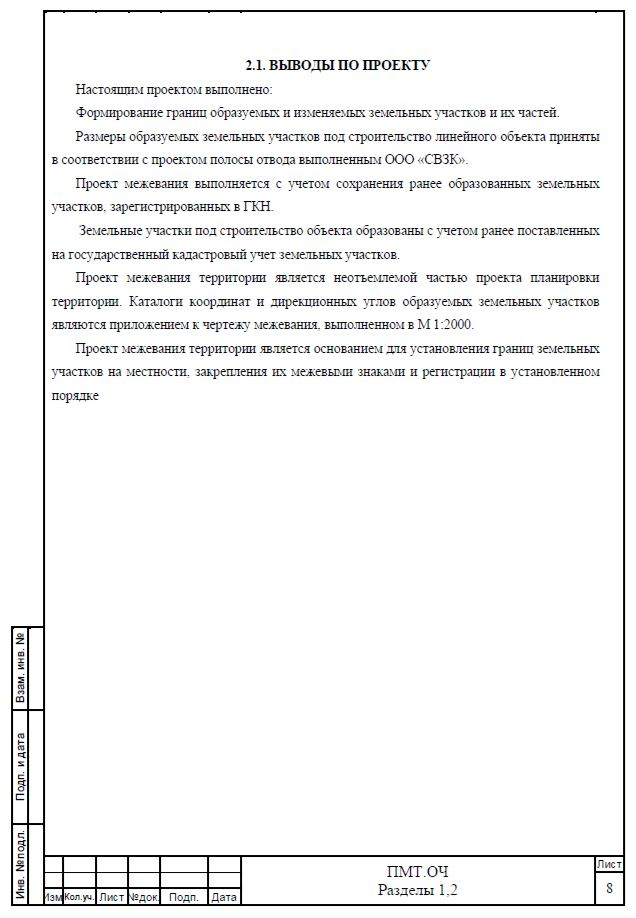 2.1. ВЫВОДЫ ПО ПРОЕКТУ
Настоящим проектом выполнено:
Формирование границ образуемых и изменяемых земельных участков и их частей.
Размеры образуемых земельных участков под строительство линейного объекта приняты
в соответствии с проектом полосы отвода выполненным ООО «СВЗК».
Проект межевания выполняется с учетом сохранения ранее образованных земельных
участков, зарегистрированных в ГКН.
Земельные участки под строительство объекта образованы с учетом ранее поставленных
на государственный кадастровый учет земельных участков.
Проект межевания территории является неотъемлемой частью проекта планировки
территории. Каталоги координат и дирекционных углов образуемых земельных участков
являются приложением к чертежу межевания, выполненном в М 1:2000.
Проект межевания территории является основанием для установления границ земельных
участков на местности, закрепления их межевыми знаками и регистрации в установленном
порядке
Взам. инв. №
Подп. и дата
Инв. №подл.
Изм Кол.уч. Лист №док. Подп. Дата
ПМТ.ОЧ
Разделы 1,2
Лист
8